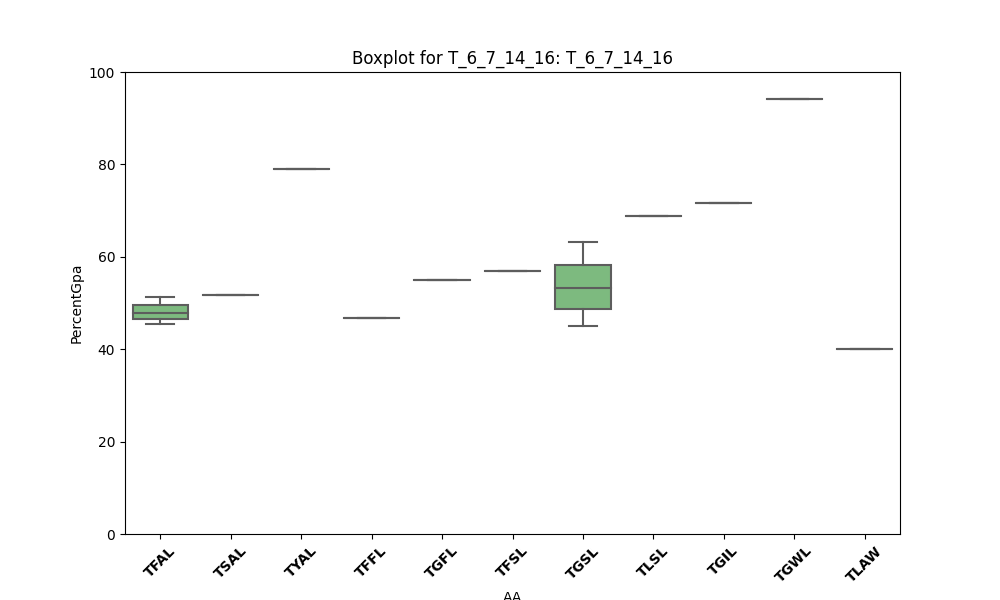 Boxplot for T_6_7_14_16: T_6_7_14_16
PercentGpa
100
80
60
40
20
0
TFAL TSAL TYAL TFFL TGFL TFSL TGSL TLSL TGIL TGWL TLAW
AA